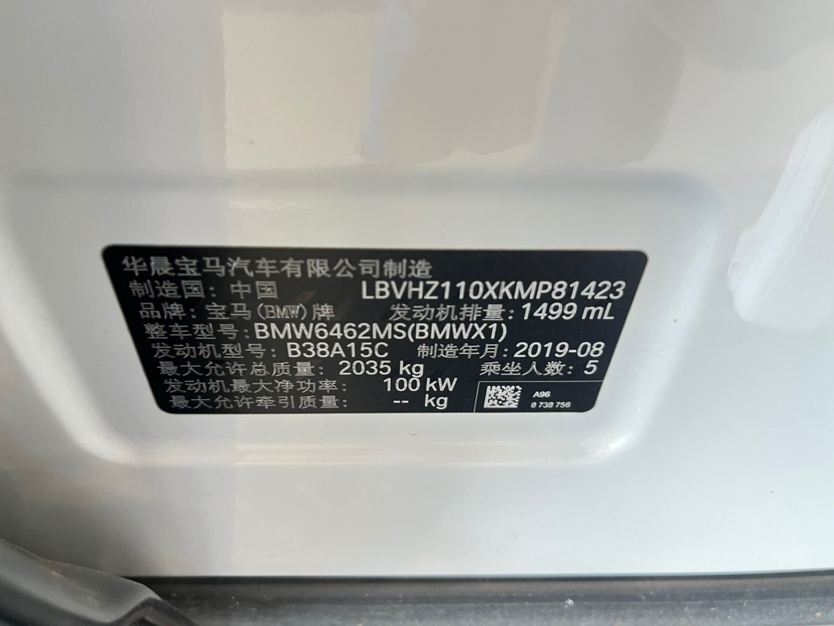 华晨宝马汽车有限公司制造
制造国：中国 LBVHZ110XKMP81423
品牌：宝马(BMW)牌 发动机排量：1499 mL
整车型号：BMW6462MS(BMWX1)
发动机型号：B38A15C 制造年月：2019-08
最大允许总质量：2035 kg 乘坐人数：5
发动机最大净功率：100 kW
最大允许牵引质量：-- kg
A96
8 738 756